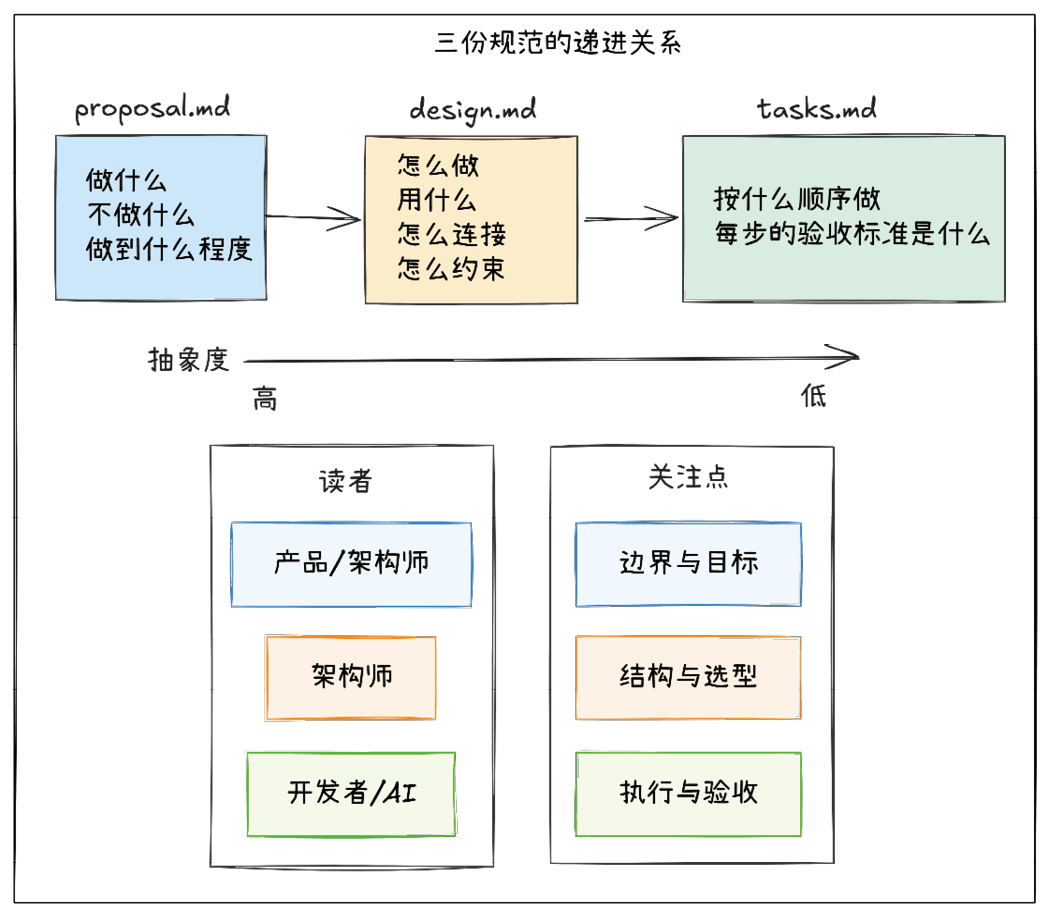 三份规范的递进关系
proposal.md
design.md
tasks.md
做什么
不做什么
做到什么程度
怎么做
用什么
怎么连接
怎么约束
按什么顺序做
每步的验收标准是什么
抽象度
高
低
读者
产品/架构师
架构师
开发者/AI
关注点
边界与目标
结构与选型
执行与验收